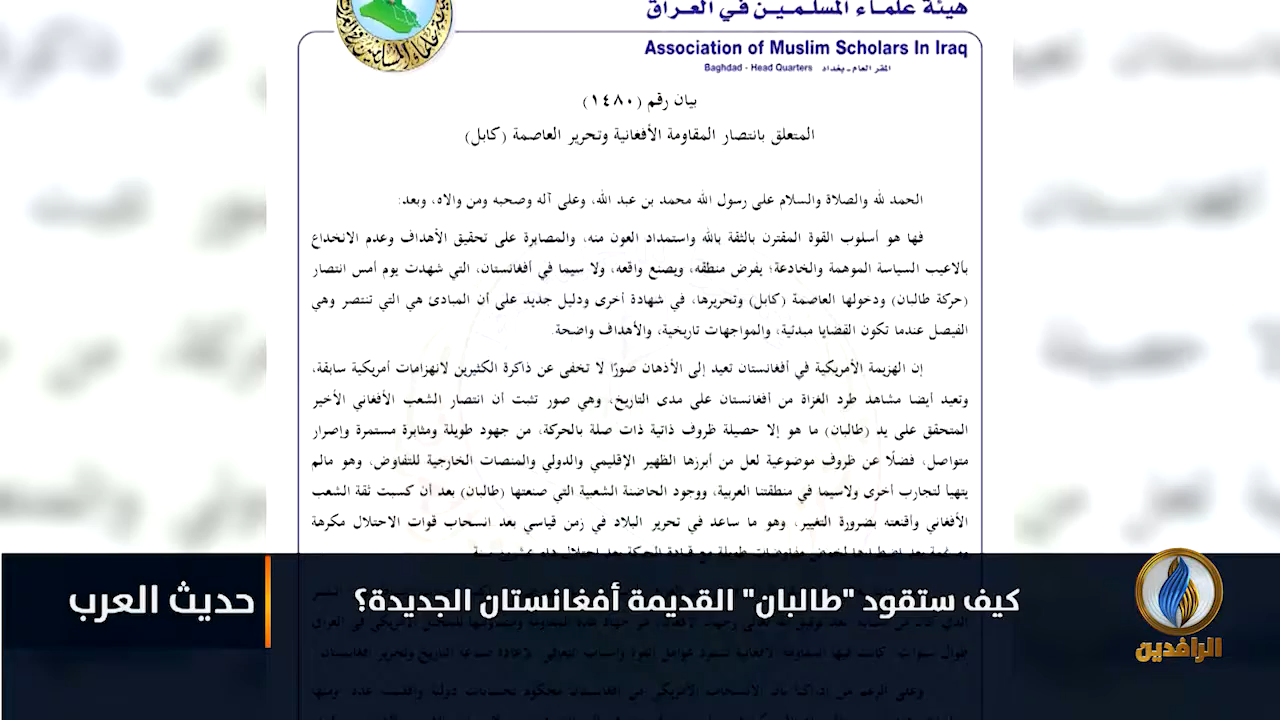 هيئة علماء المسلمين في العراق
Association of Muslim Scholars In Iraq
Baghdad - Head Quarters المقر العام - بغداد
بيان رقم (١٤٨٠)
المتعلق بانتصار المقاومة الأفغانية وتحرير العاصمة (كابل)
الحمد لله والصلاة والسلام على رسول الله محمد بن عبد الله، وعلى آله وصحبه ومن والاه، وبعد:
فها هو أسلوب القوة المقترن بالثقة بالله واستمداد العون منه، والمصابرة على تحقيق الأهداف وعدم الانخداع
بألاعيب السياسة الموهمة والخادعة؛ يفرض منطقه، ويصنع واقعه، ولا سيما في أفغانستان، التي شهدت يوم أمس انتصار
(حركة طالبان) ودخولها العاصمة (كابل) وتحريرها، في شهادة أخرى ودليل جديد على أن المبادئ هي التي تنتصر وهي
الفيصل عندما تكون القضايا مبدئية، والمواجهات تاريخية، والأهداف واضحة.
إن الهزيمة الأمريكية في أفغانستان تعيد إلى الأذهان صورًا لا تخفى عن ذاكرة الكثيرين لانهزامات أمريكية سابقة،
وتعيد أيضا مشاهد طرد الغزاة من أفغانستان على مدى التاريخ، وهي صور تثبت أن انتصار الشعب الأفغاني الأخير
المتحقق على يد (طالبان) ما هو إلا حصيلة ظروف ذاتية ذات صلة بالحركة، من جهود طويلة ومثابرة مستمرة وإصرار
متواصل، فضلًا عن ظروف موضوعية لعل من أبرزها الظهير الإقليمي والدولي والمنصات الخارجية للتفاوض، وهو مالم
يتهيأ لتجارب أخرى ولاسيما في منطقتنا العربية، ووجود الحاضنة الشعبية التي صنعتها (طالبان) بعد أن كسبت ثقة الشعب
الأفغاني وأقنعته بضرورة التغيير، وهو ما ساعد في تحرير البلاد في زمن قياسي بعد انسحاب قوات الاحتلال مكرهة
كيف ستقود "طالبان" القديمة أفغانستان الجديدة؟
حديث العرب
الرافدين